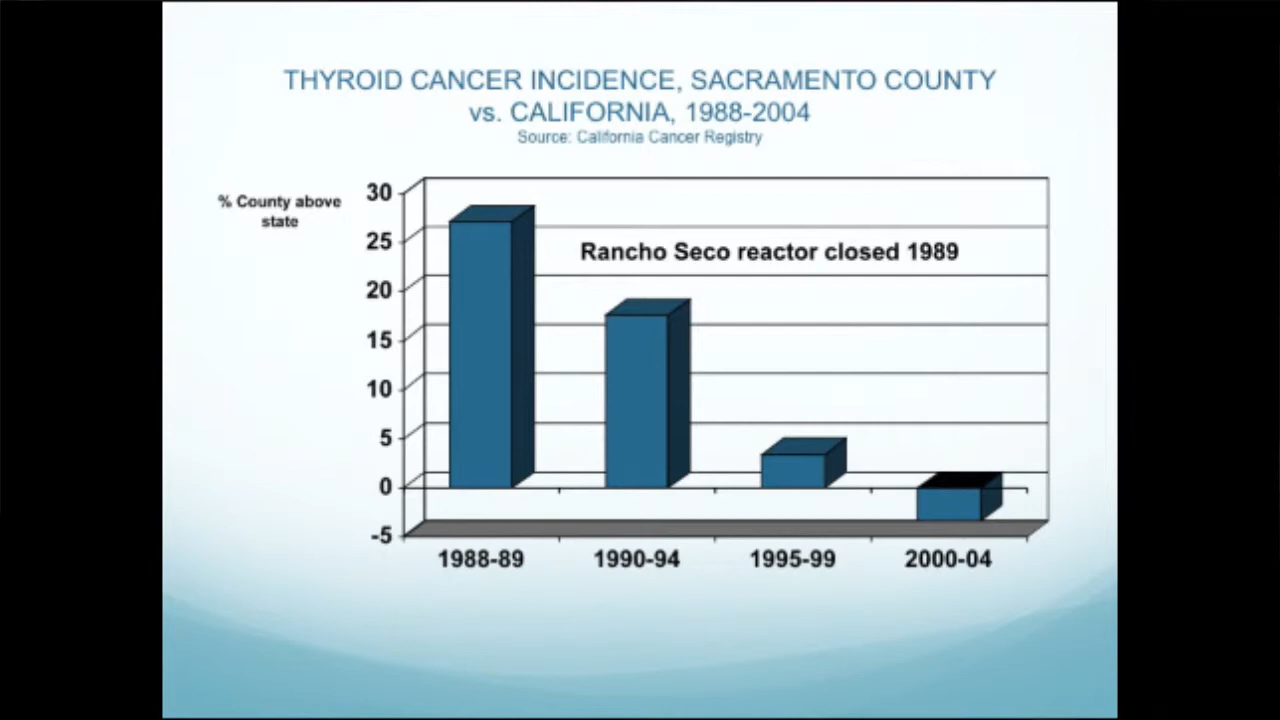 THYROID CANCER INCIDENCE, SACRAMENTO COUNTY
vs. CALIFORNIA, 1988-2004
Source: California Cancer Registry
% County above
state
30
25
20
15
10
5
0
-5
Rancho Seco reactor closed 1989
1988-89 1990-94 1995-99 2000-04